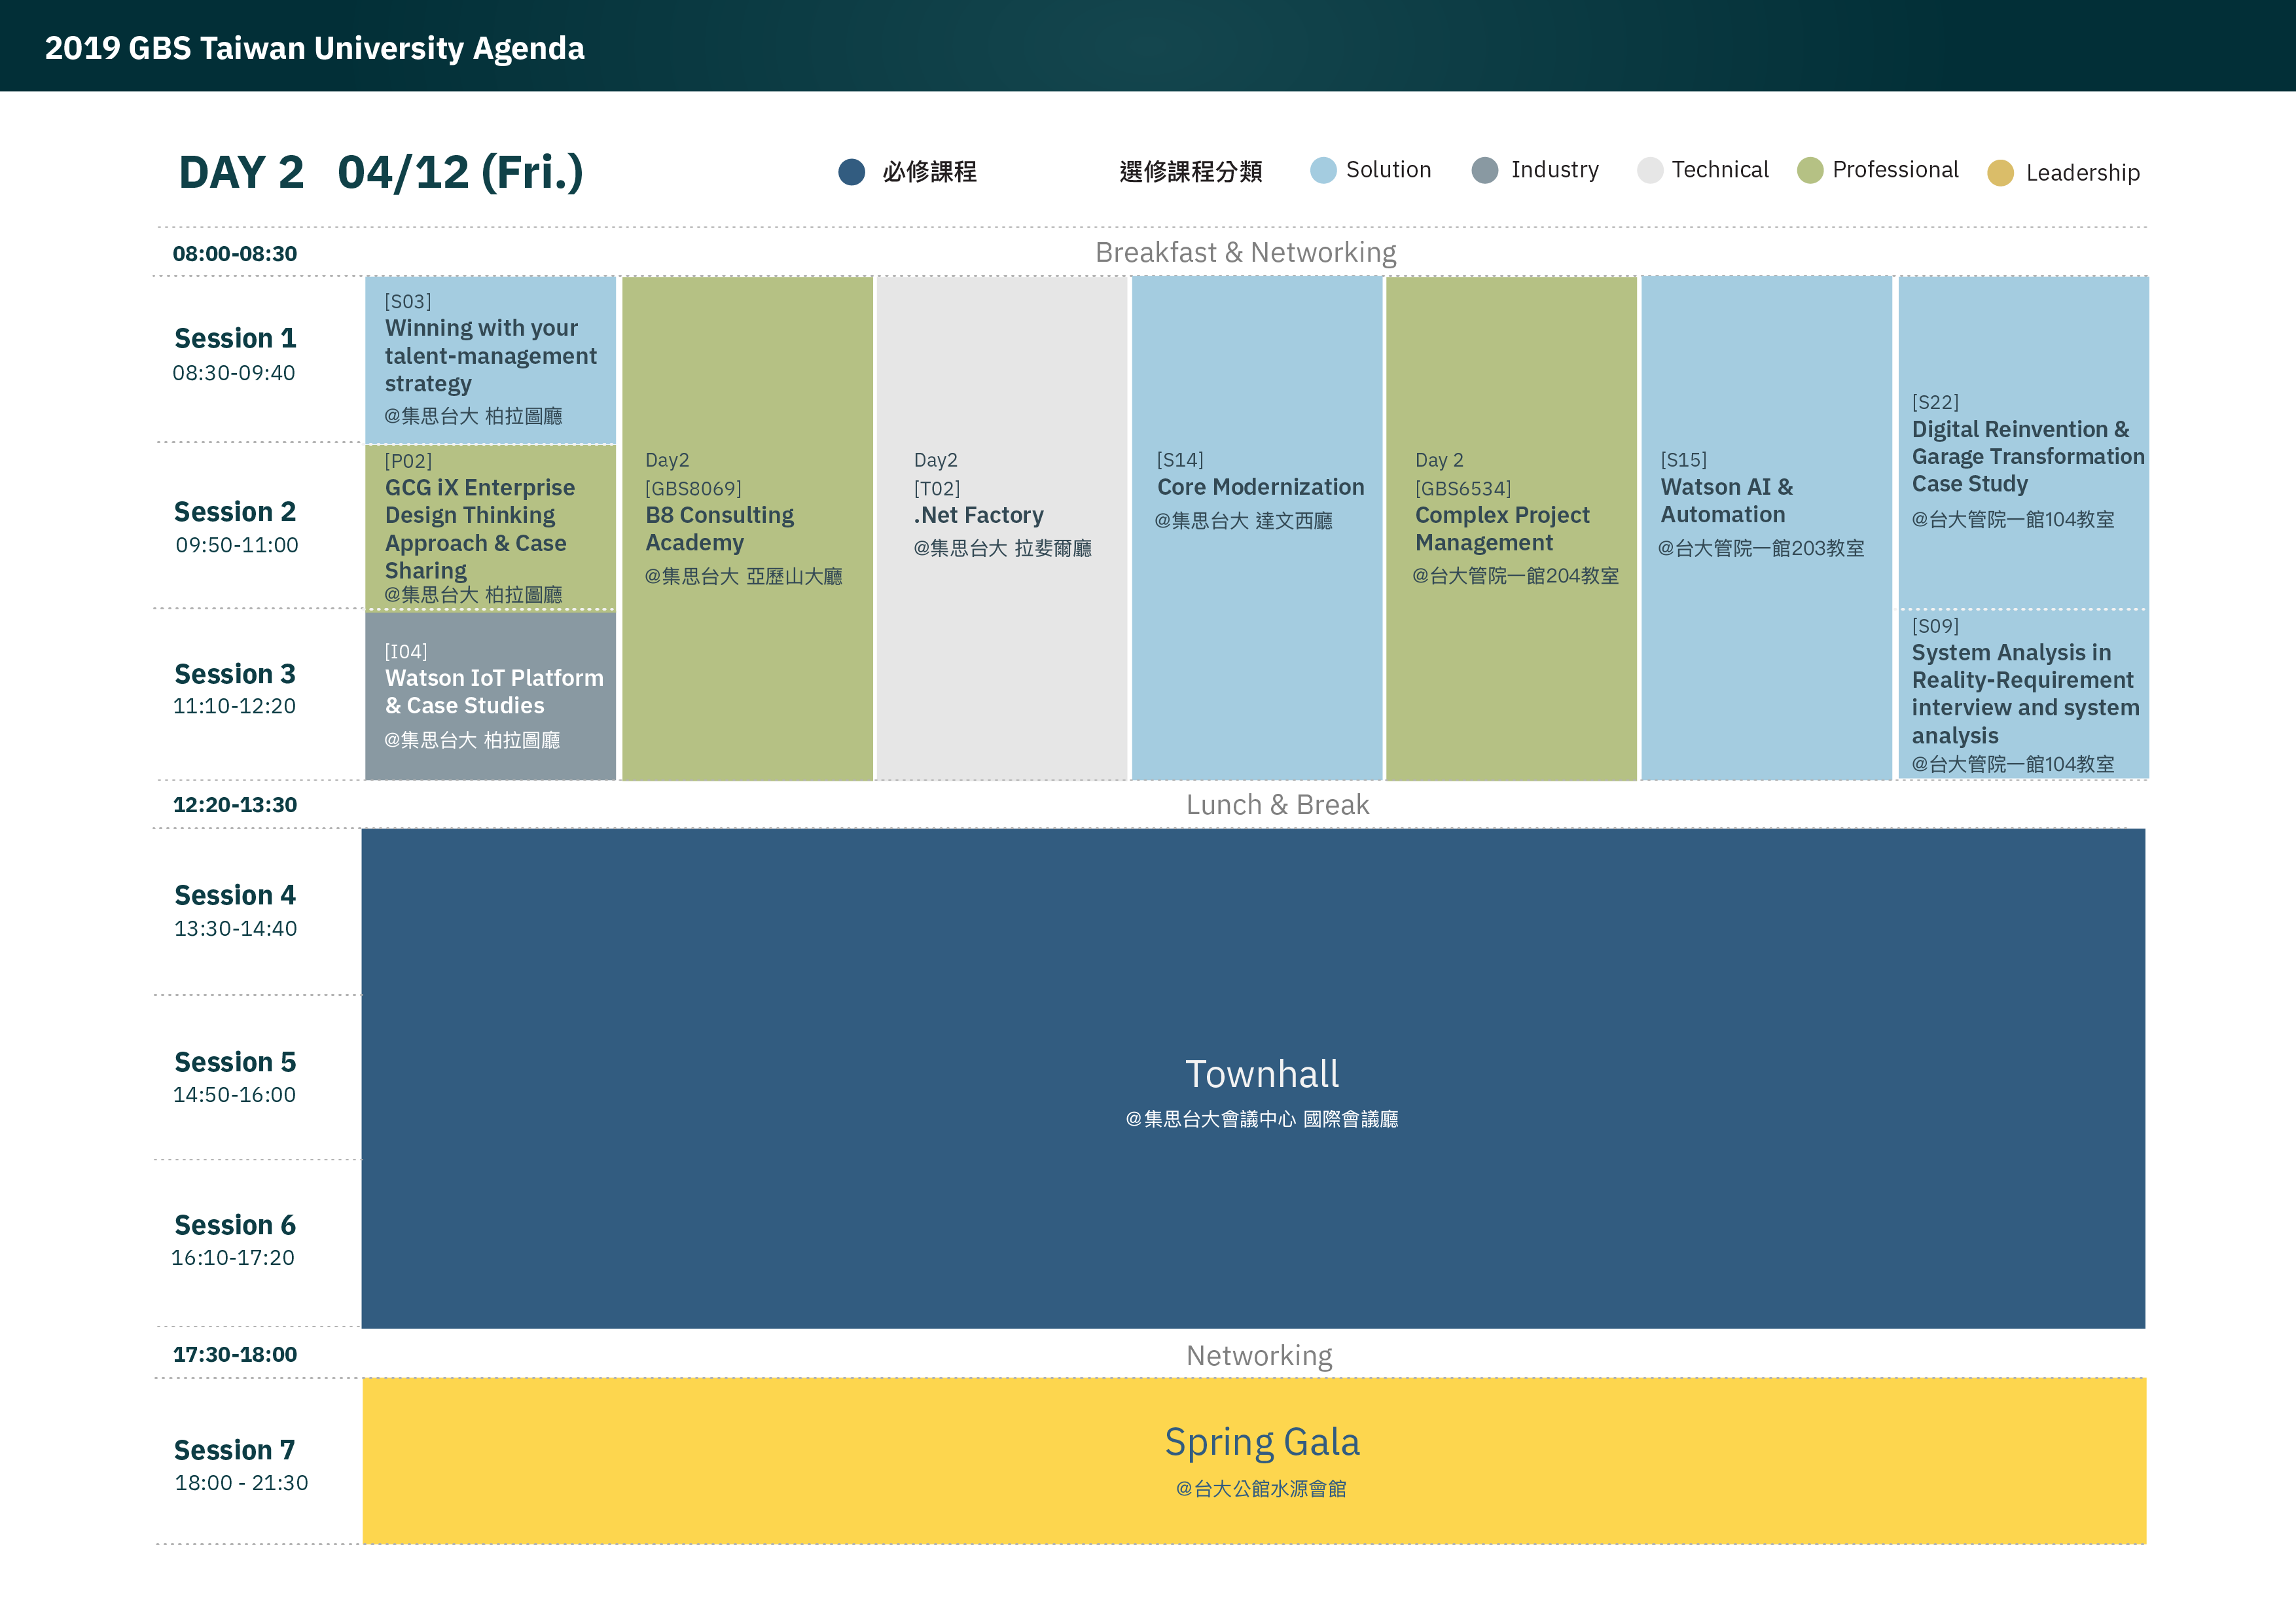 2019 GBS Taiwan University Agenda
DAY 2 04/12 (Fri.)
必修課程
選修課程分類
Solution
Industry
Technical
Professional
Leadership
08:00-08:30
Breakfast & Networking
Session 1
08:30-09:40
Session 2
09:50-11:00
Session 3
11:10-12:20
[S03]
Winning with your
talent-management
strategy
@集思台大 柏拉圖廳
[P02]
GCG iX Enterprise
Design Thinking
Approach & Case
Sharing
@集思台大 柏拉圖廳
[I04]
Watson IoT Platform
& Case Studies
@集思台大 柏拉圖廳
Day2
[GBS8069]
B8 Consulting
Academy
@集思台大 亞歷山大廳
Day2
[T02]
.Net Factory
@集思台大 拉斐爾廳
[S14]
Core Modernization
@集思台大 達文西廳
Day 2
[GBS6534]
Complex Project
Management
@台大管院一館204教室
[S15]
Watson AI &
Automation
@台大管院一館203教室
[S22]
Digital Reinvention &
Garage Transformation
Case Study
@台大管院一館104教室
[S09]
System Analysis in
Reality-Requirement
interview and system
analysis
@台大管院一館104教室
12:20-13:30
Lunch & Break
Session 4
13:30-14:40
Session 5
14:50-16:00
Session 6
16:10-17:20
Townhall
@集思台大會議中心 國際會議廳
17:30-18:00
Networking
Session 7
18:00 - 21:30
Spring Gala
@台大公館水源會館